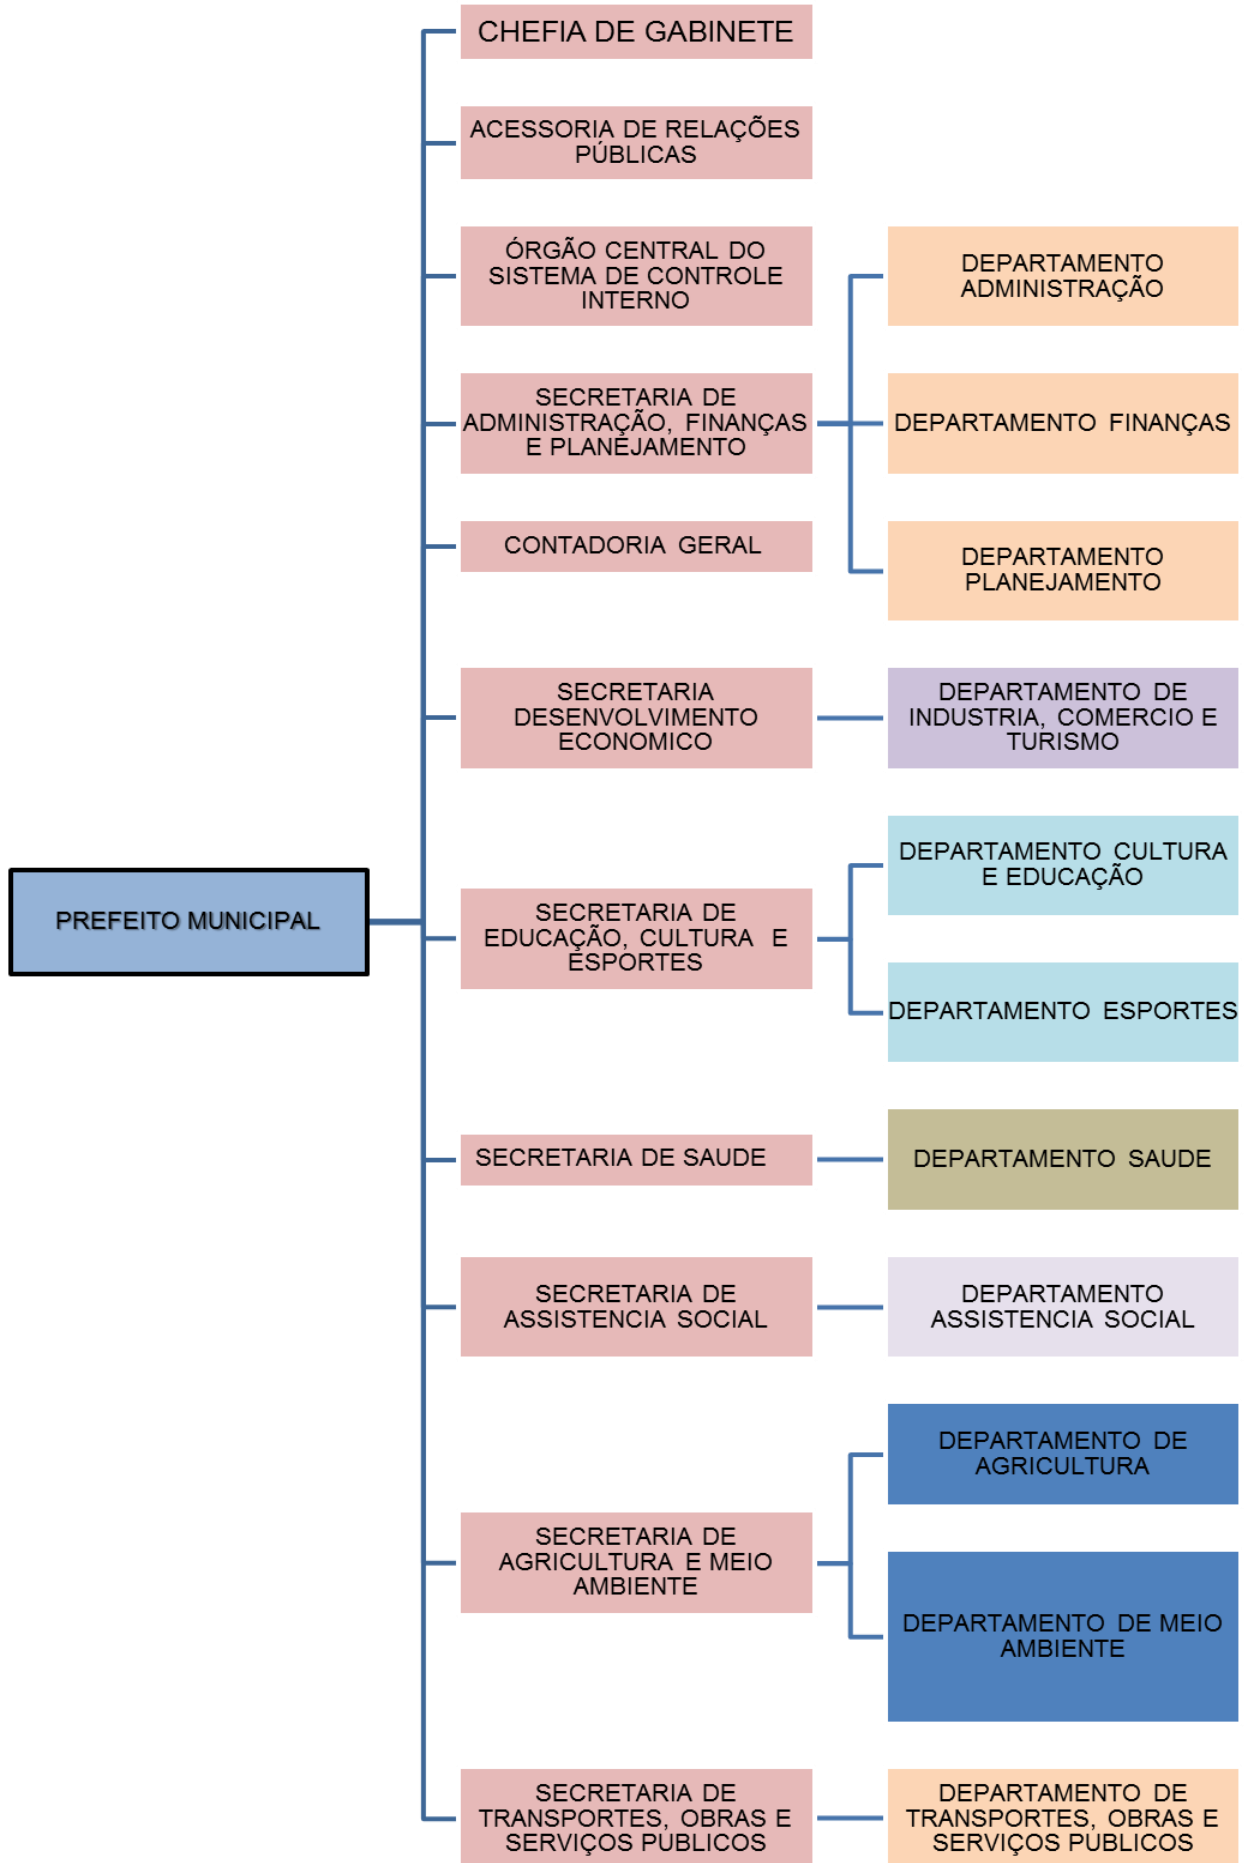 CHEFIA DE GABINETE
ACESSORIA DE RELAÇÕES
PÚBLICAS
ÓRGÃO CENTRAL DO
SISTEMA DE CONTROLE
INTERNO
SECRETARIA DE
ADMINISTRAÇÃO, FINANÇAS
E PLANEJAMENTO
DEPARTAMENTO
ADMINISTRAÇÃO
DEPARTAMENTO FINANÇAS
DEPARTAMENTO
PLANEJAMENTO
CONTADORIA GERAL
SECRETARIA
DESENVOLVIMENTO
ECONOMICO
DEPARTAMENTO DE
INDUSTRIA, COMERCIO E
TURISMO
PREFEITO MUNICIPAL
SECRETARIA DE
EDUCAÇÃO, CULTURA E
ESPORTES
DEPARTAMENTO CULTURA
E EDUCAÇÃO
DEPARTAMENTO ESPORTES
SECRETARIA DE SAUDE
DEPARTAMENTO SAUDE
SECRETARIA DE
ASSISTENCIA SOCIAL
DEPARTAMENTO
ASSISTENCIA SOCIAL
SECRETARIA DE
AGRICULTURA E MEIO
AMBIENTE
DEPARTAMENTO DE
AGRICULTURA
DEPARTAMENTO DE MEIO
AMBIENTE
SECRETARIA DE
TRANSPORTES, OBRAS E
SERVIÇOS PUBLICOS
DEPARTAMENTO DE
TRANSPORTES, OBRAS E
SERVIÇOS PUBLICOS